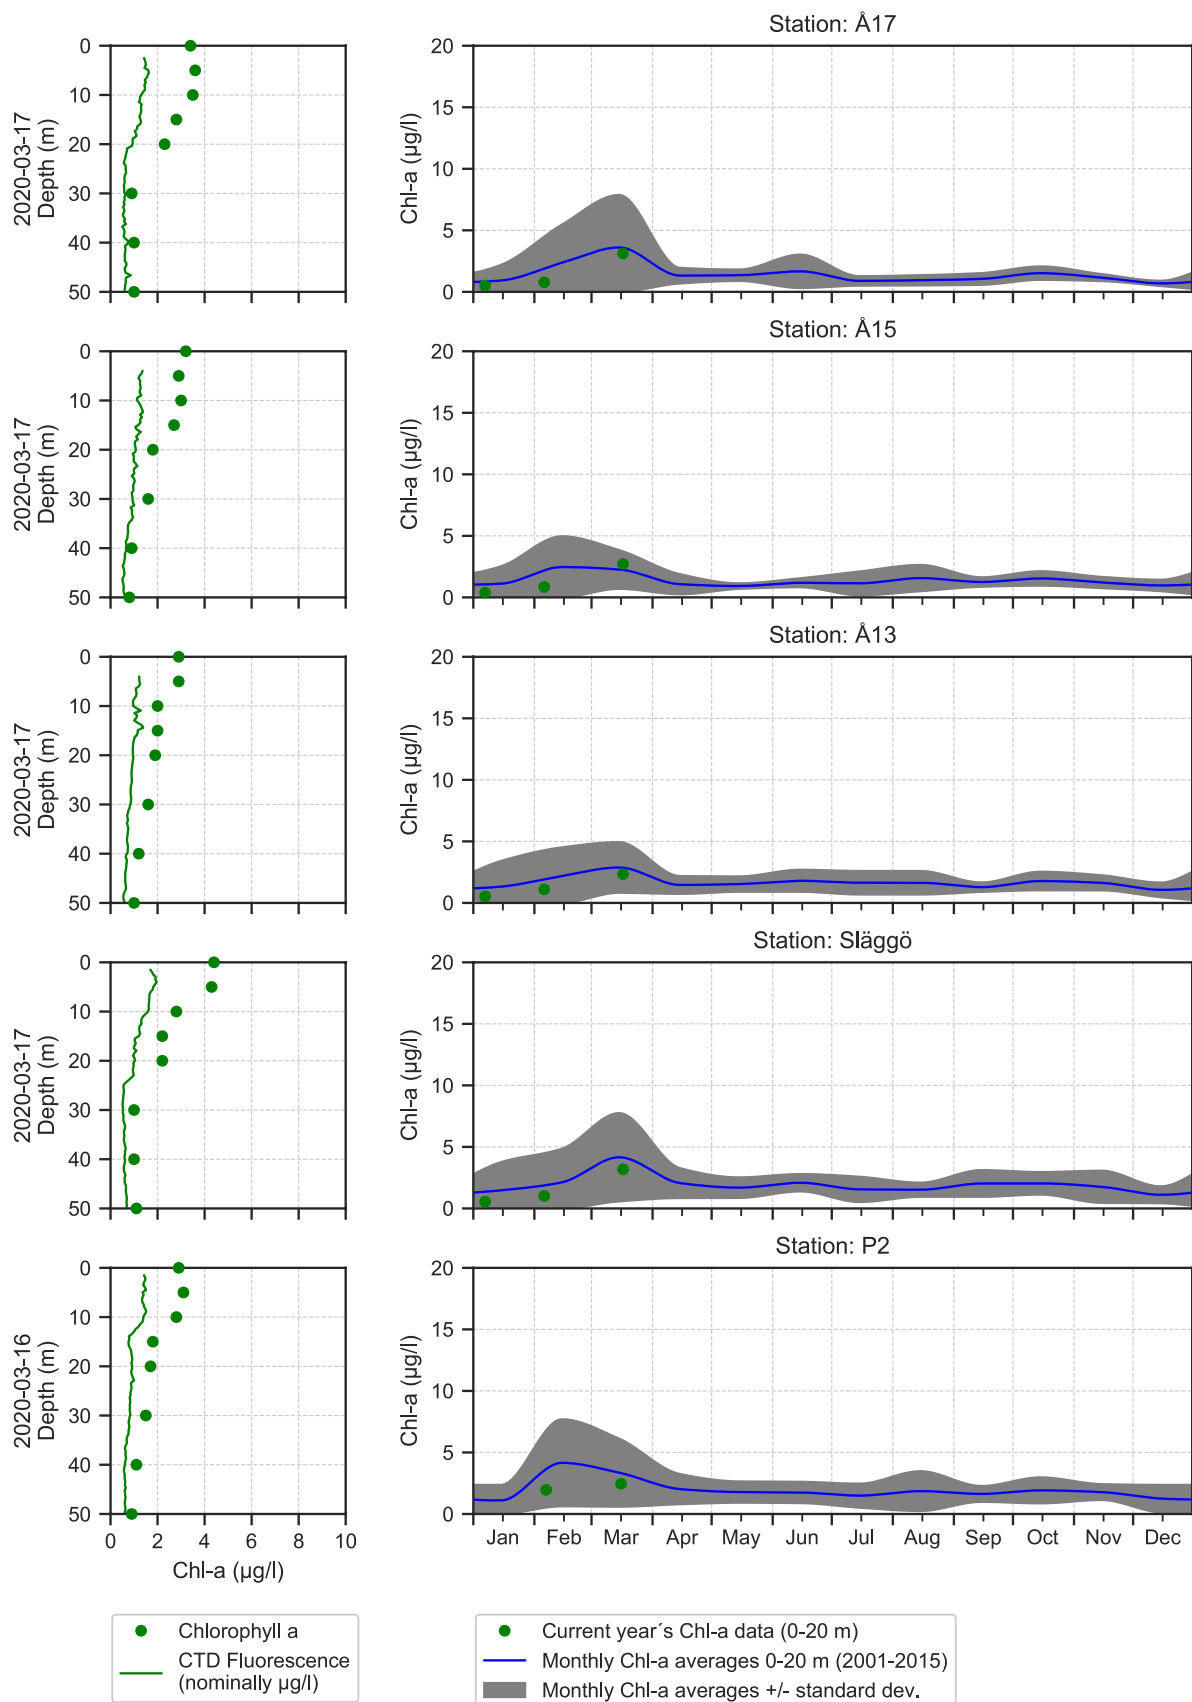 Station: Å17
0
10
20
30
40
50
2020-03-17
Depth (m)
20
15
10
5
0
Chl-a (µg/l)
Station: Å15
0
10
20
30
40
50
2020-03-17
Depth (m)
20
15
10
5
0
Chl-a (µg/l)
Station: Å13
0
10
20
30
40
50
2020-03-17
Depth (m)
20
15
10
5
0
Chl-a (µg/l)
Station: Släggö
0
10
20
30
40
50
2020-03-17
Depth (m)
20
15
10
5
0
Chl-a (µg/l)
Station: P2
0
10
20
30
40
50
2020-03-16
Depth (m)
20
15
10
5
0
Chl-a (µg/l)
0 2 4 6 8 10
Chl-a (µg/l)
Jan Feb Mar Apr May Jun Jul Aug Sep Oct Nov Dec
Chlorophyll a
CTD Fluorescence
(nominally µg/l)
Current year´s Chl-a data (0-20 m)
Monthly Chl-a averages 0-20 m (2001-2015)
Monthly Chl-a averages +/- standard dev.